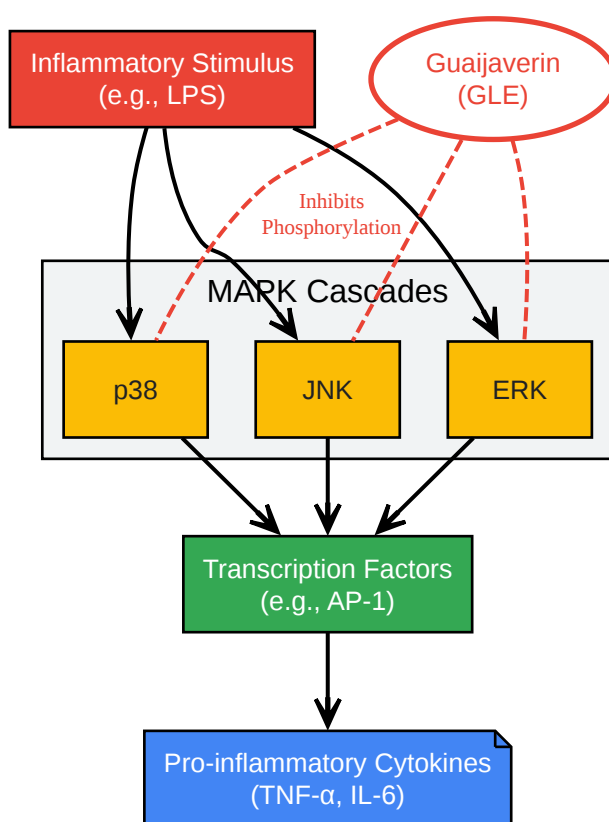 Inflammatory Stimulus
(e.g., LPS)
Guaijaverin
(GLE)
Inhibits
Phosphorylation
MAPK Cascades
p38
JNK
ERK
Transcription Factors
(e.g., AP-1)
Pro-inflammatory Cytokines
(TNF-α, IL-6)